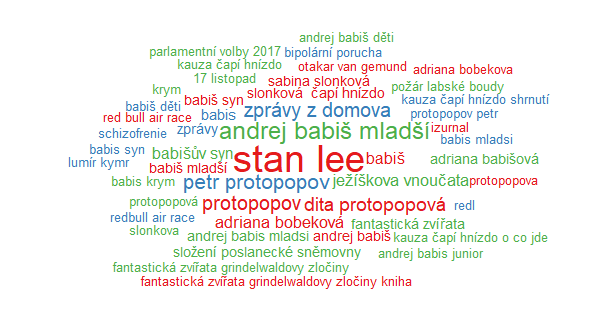 andrej babiš děti
parlamentní volby 2017 bipolární porucha
kauza čapí hnízdo otakar van gemund adriana bobekova
17 listopad sabina slonková požár labské boudy
krym babiš syn slonková čapí hnízdo kauza čapí hnízdo shrnutí
babiš děti babis zprávy z domova protopopov petr
red bull air race
schizofrenie zprávy andrej babiš mladší izurnal
babis syn babišův syn babis mladsi
lumír kymr babiš mladší stan lee babiš adriana babišová
babis krym petr protopopov ježíškova vnoučata protopopova
protopopová protopopov dita protopopová redl
redbull air race
slonkova adriana bobeková fantastická zvířata
andrej babis mladsi andrej babiš kauza čapí hnízdo o co jde
složení poslanecké sněmovny andrej babis junior
fantastická zvířata grindelwaldovy zločiny
fantastická zvířata grindelwaldovy zločiny kniha